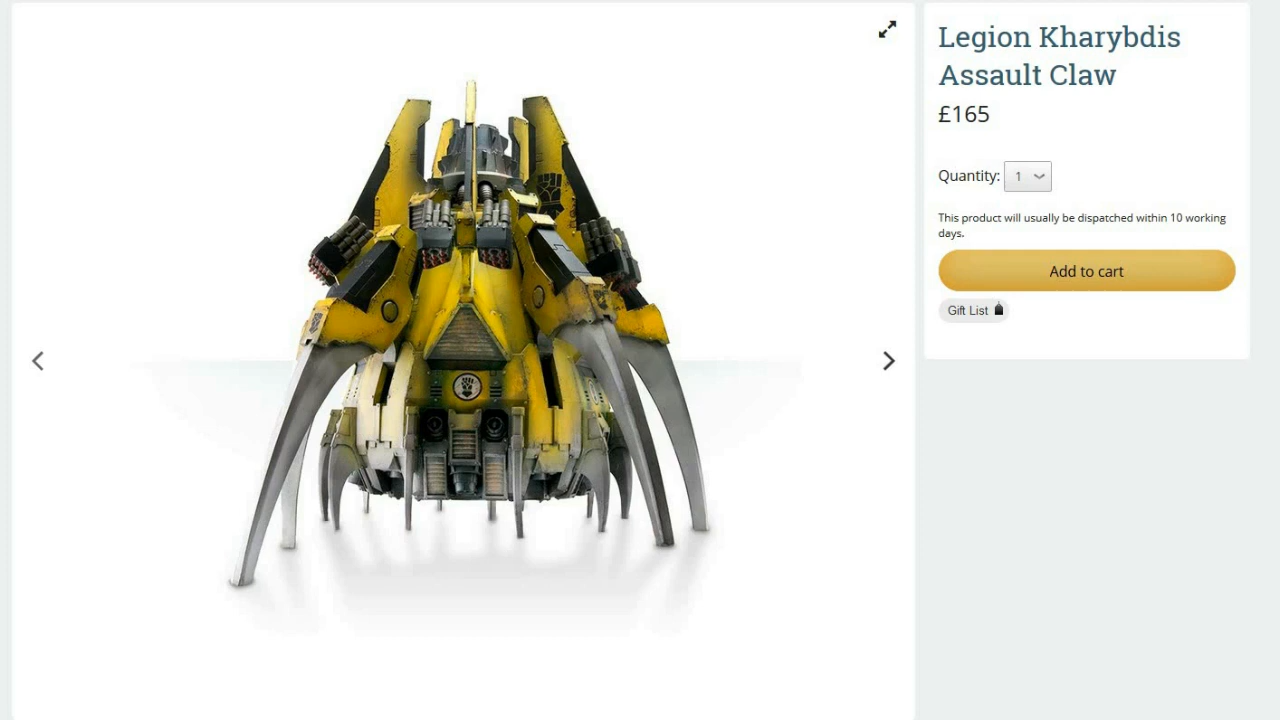 Legion Kharybdis
Assault Claw
£165
Quantity: 1
This product will usually be dispatched within 10 working
days.
Add to cart
Gift List